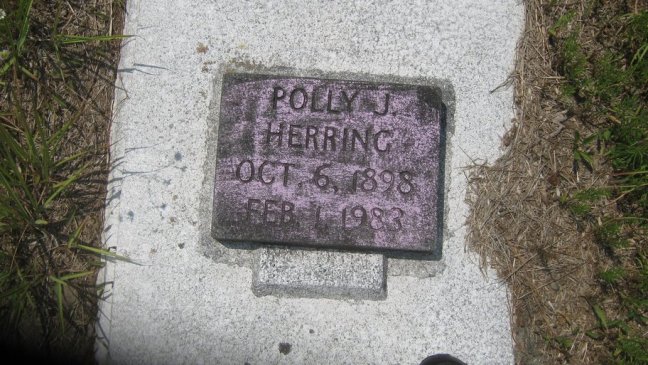 POLLY J.
HERRING
OCT. 6, 1898
FEB. 1, 1983